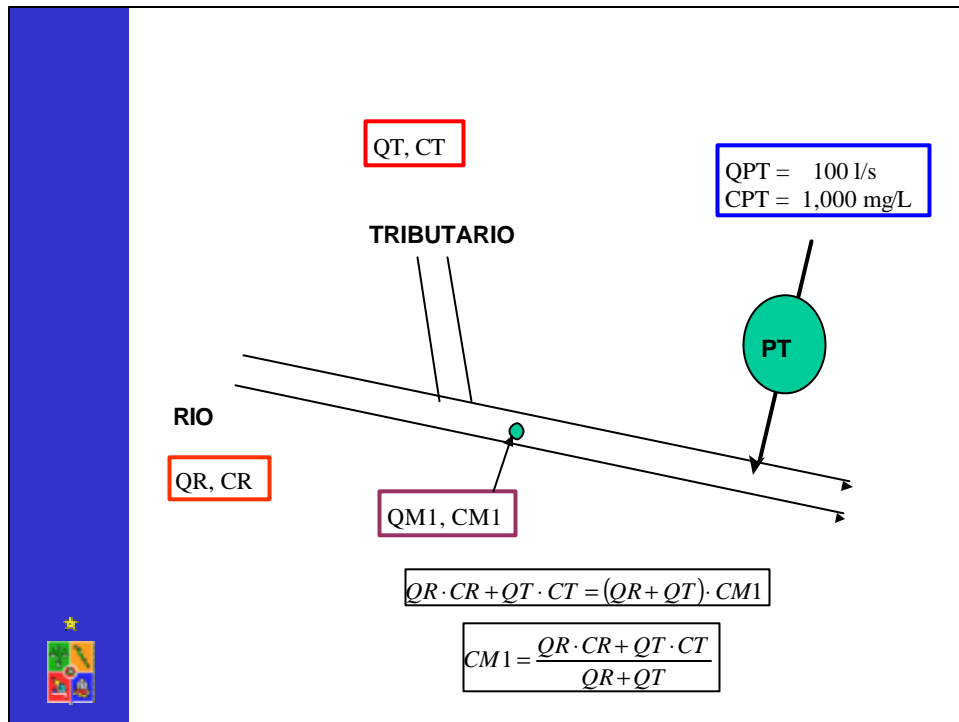 QT, CT
QPT =    100 l/s
CPT =  1,000 mg/L
TRIBUTARIO
PT
RIO
QR, CR
QM1, CM1
QR · CR + QT · CT = (QR + QT) · CM1
CM1 = \frac{QR · CR + QT · CT}{QR + QT}